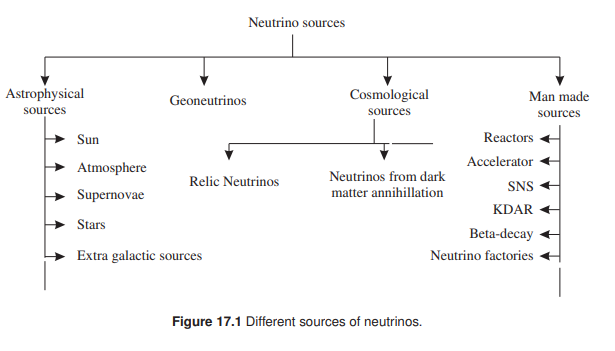 Neutrino sources
Astrophysical
sources
Sun
Atmosphere
Supernovae
Stars
Extra galactic sources
Geoneutrinos
Cosmological
sources
Relic Neutrinos
Neutrinos from dark
matter annihillation
Man made
sources
Reactors
Accelerator
SNS
KDAR
Beta-decay
Neutrino factories
Figure 17.1 Different sources of neutrinos.